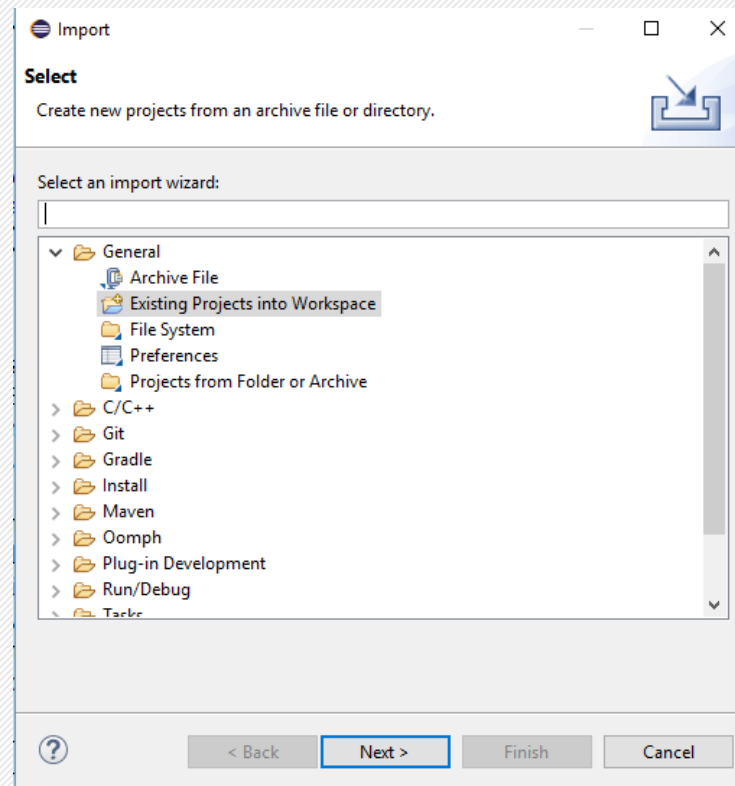 Import
Select
Create new projects from an archive file or directory.
Select an import wizard:
General
Archive File
Existing Projects into Workspace
File System
Preferences
Projects from Folder or Archive
C/C++
Git
Gradle
Install
Maven
Oomph
Plug-in Development
Run/Debug
Tasks
?
< Back Next > Finish Cancel